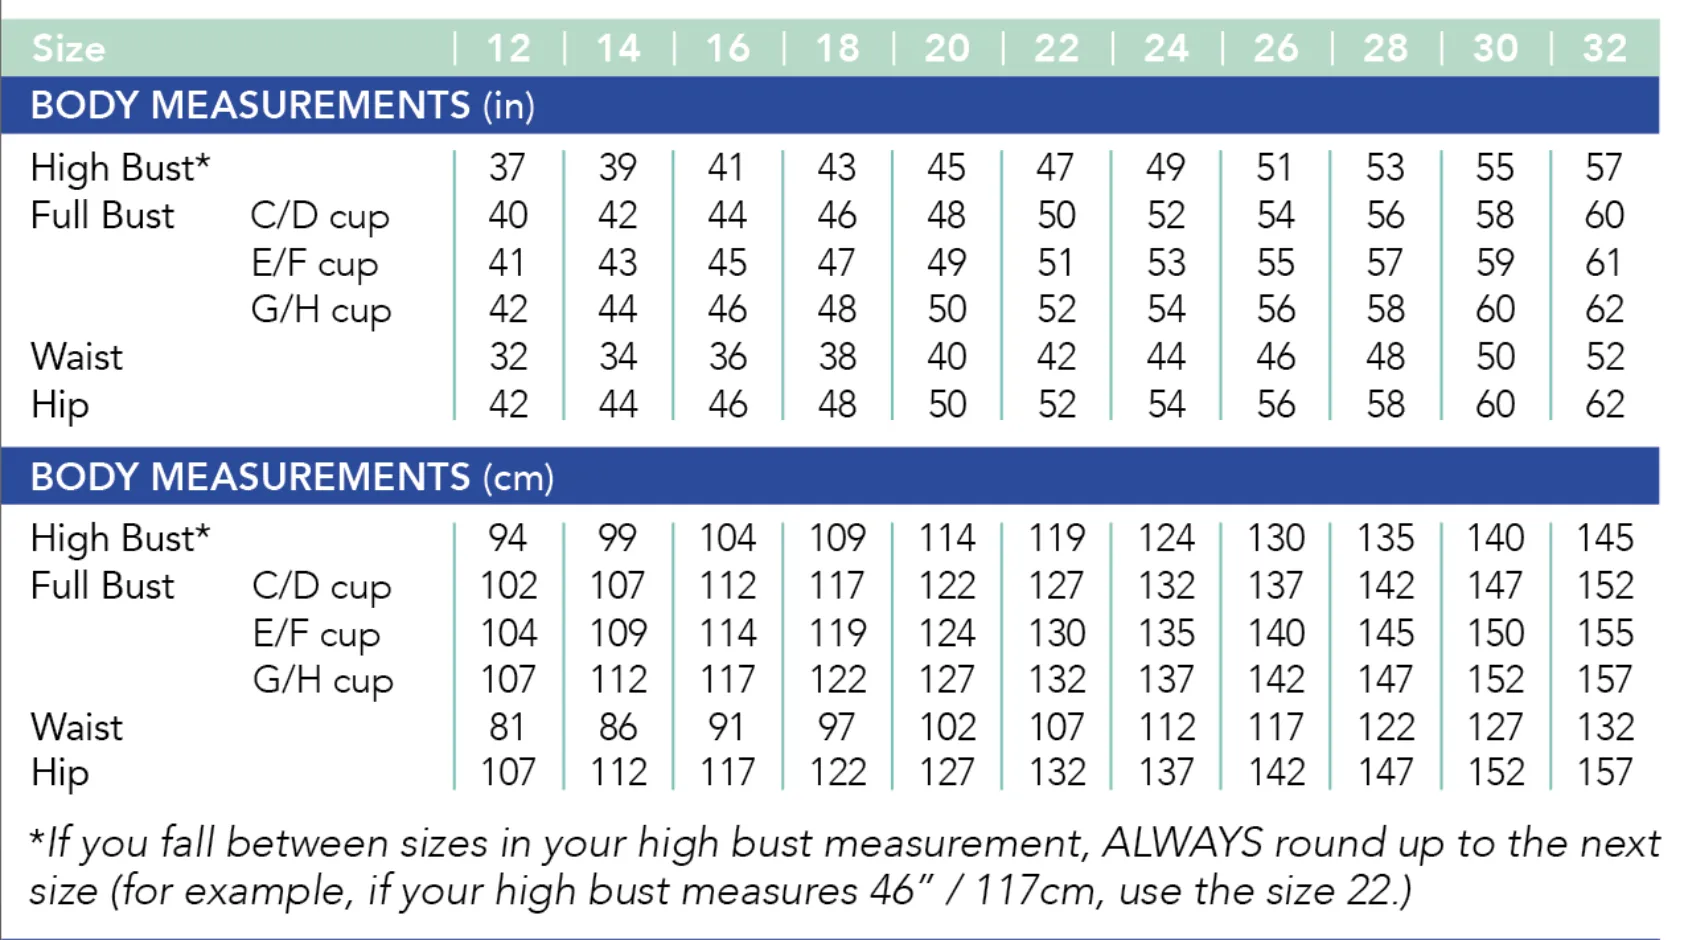 Size | 12 | 14 | 16 | 18 | 20 | 22 | 24 | 26 | 28 | 30 | 32
BODY MEASUREMENTS (in)
High Bust* 37 39 41 43 45 47 49 51 53 55 57
Full Bust C/D cup 40 42 44 46 48 50 52 54 56 58 60
E/F cup 41 43 45 47 49 51 53 55 57 59 61
G/H cup 42 44 46 48 50 52 54 56 58 60 62
Waist 32 34 36 38 40 42 44 46 48 50 52
Hip 42 44 46 48 50 52 54 56 58 60 62
BODY MEASUREMENTS (cm)
High Bust* 94 99 104 109 114 119 124 130 135 140 145
Full Bust C/D cup 102 107 112 117 122 127 132 137 142 147 152
E/F cup 104 109 114 119 124 130 135 140 145 150 155
G/H cup 107 112 117 122 127 132 137 142 147 152 157
Waist 81 86 91 97 102 107 112 117 122 127 132
Hip 107 112 117 122 127 132 137 142 147 152 157
*If you fall between sizes in your high bust measurement, ALWAYS round up to the next
size (for example, if your high bust measures 46” / 117cm, use the size 22.)